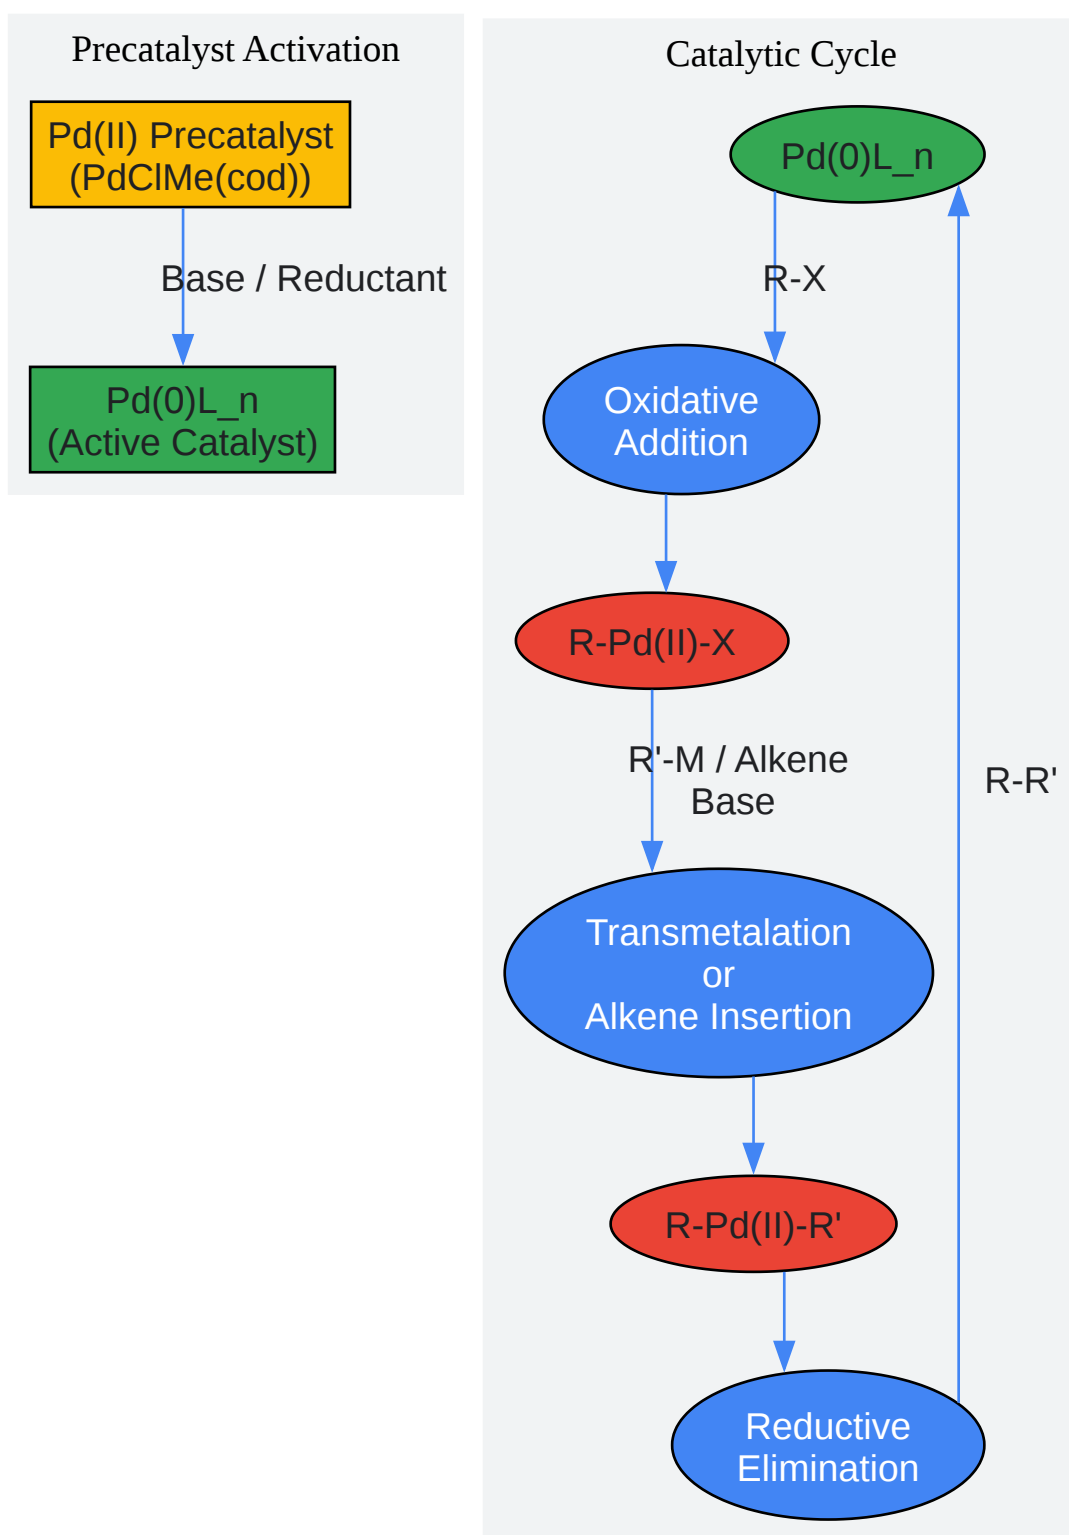 Precatalyst Activation
Pd(II) Precatalyst
(PdClMe(cod))
Base / Reductant
Pd(0)L_n
(Active Catalyst)
Catalytic Cycle
Pd(0)L_n
R-X
Oxidative
Addition
R-Pd(II)-X
R'-M / Alkene
Base
R-R'
Transmetalation
or
Alkene Insertion
R-Pd(II)-R'
Reductive
Elimination